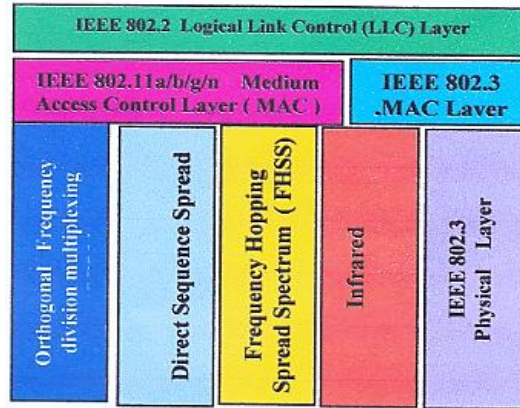 IEEE 802.2 Logical Link Control (LLC) Layer
IEEE 802.11a/b/g/n Medium
Access Control Layer ( MAC )
IEEE 802.3
.MAC Layer
Orthogonal Frequency
division multiplexing
Direct Sequence Spread
Frequency Hopping
Spread Spectrum ( FHSS)
Infrared
IEEE 802.3
Physical Layer